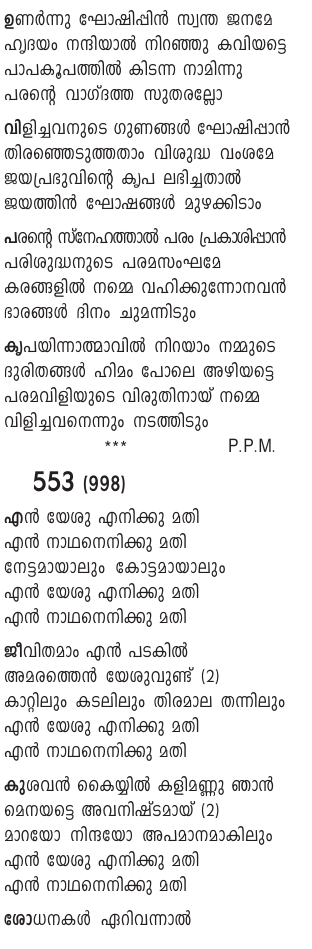 ഉണർന്നു ഘോഷിപ്പിൻ സ്വന്ത ജനമേ
ഹൃദയം നന്ദിയാൽ നിറഞ്ഞു കവിയട്ടെ
പാപകൂപത്തിൽ കിടന്ന നാമിന്നു
പരന്റെ വാഗ്ദത്ത സുതരല്ലോ
വിളിച്ചവനുടെ ഗുണങ്ങൾ ഘോഷിപ്പാൻ
തിരഞ്ഞെടുത്തതാം വിശുദ്ധ വംശമേ
ജയപ്രഭുവിന്റെ കൃപ ലഭിച്ചതാൽ
ജയത്തിൻ ഘോഷങ്ങൾ മുഴക്കിടാം
പരന്റെ സ്നേഹത്താൽ പരം പ്രകാശിപ്പാൻ
പരിശുദ്ധനുടെ പരമസംഘമേ
കരങ്ങളിൽ നമ്മെ വഹിക്കുന്നോനവൻ
ഭാരങ്ങൾ ദിനം ചുമന്നിടും
കൃപയിന്നാത്മാവിൽ നിറയാം നമ്മുടെ
ദുരിതങ്ങൾ ഹിമം പോലെ അഴിയട്ടെ
പരമവിളിയുടെ വിരുതിനായ് നമ്മെ
വിളിച്ചവനെന്നും നടത്തിടും
*** P.P.M.
553 (998)
എൻ യേശു എനിക്കു മതി
എൻ നാഥനെനിക്കു മതി
നേട്ടമായാലും കോട്ടമായാലും
എൻ യേശു എനിക്കു മതി
എൻ നാഥനെനിക്കു മതി
ജീവിതമാം എൻ പടകിൽ
അമരത്തെൻ യേശുവുണ്ട് (2)
കാറ്റിലും കടലിലും തിരമാല തന്നിലും
എൻ യേശു എനിക്കു മതി
എൻ നാഥനെനിക്കു മതി
കുശവൻ കൈയ്യിൽ കളിമണ്ണു ഞാൻ
മെനയട്ടെ അവനിഷ്ടമായ് (2)
മാറയോ നിന്ദയോ അപമാനമാകിലും
എൻ യേശു എനിക്കു മതി
എൻ നാഥനെനിക്കു മതി
ശോധനകൾ ഏറിവന്നാൽ